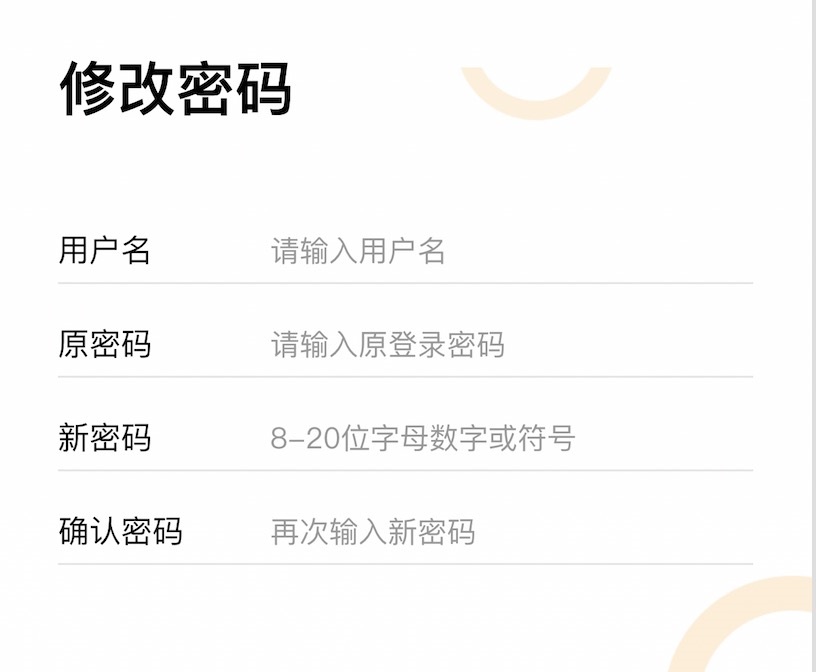 修改密码
用户名 请输入用户名
原密码 请输入原登录密码
新密码 8-20位字母数字或符号
确认密码 再次输入新密码